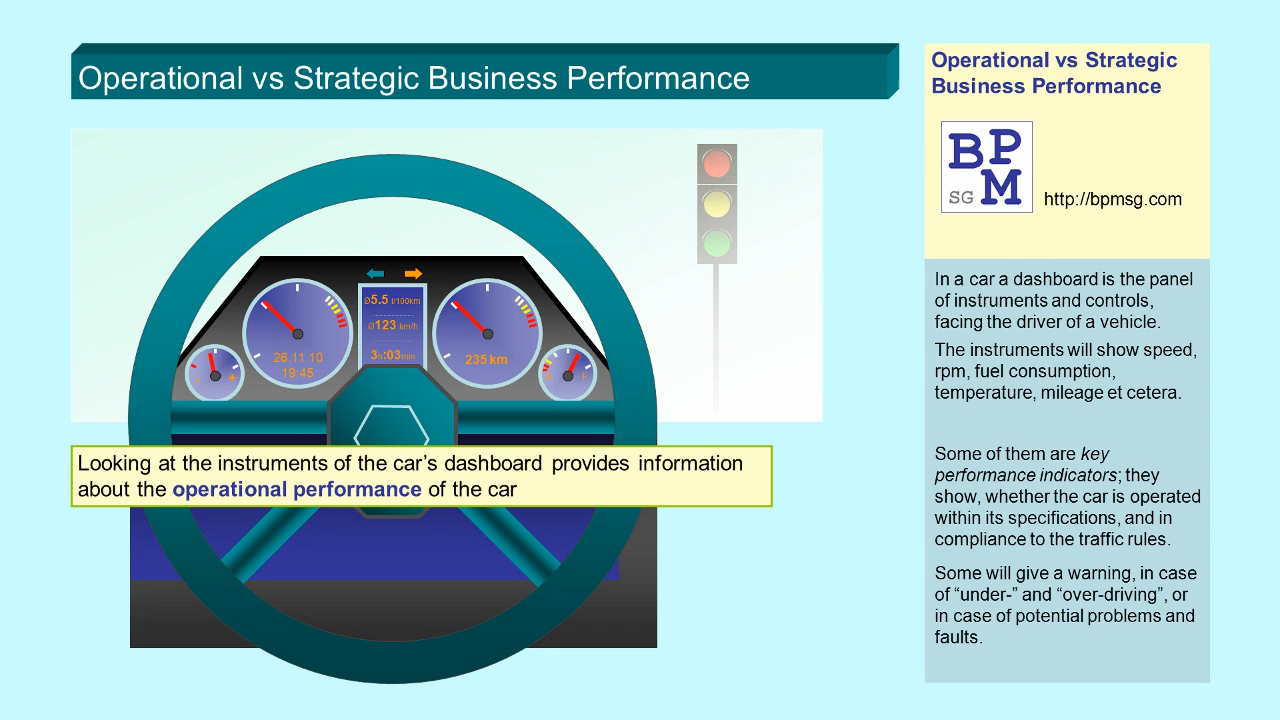 Operational vs Strategic Business Performance
Ø5.5 l/100km
Ø123 km/h
3h:03min
26.11.10
19:45
235 km
- +
F
Looking at the instruments of the car’s dashboard provides information
about the operational performance of the car
Operational vs Strategic
Business Performance
BPM
SG
http://bpmsg.com
In a car a dashboard is the panel
of instruments and controls,
facing the driver of a vehicle.
The instruments will show speed,
rpm, fuel consumption,
temperature, mileage et cetera.
Some of them are key
performance indicators; they
show, whether the car is operated
within its specifications, and in
compliance to the traffic rules.
Some will give a warning, in case
of “under-” and “over-driving”, or
in case of potential problems and
faults.